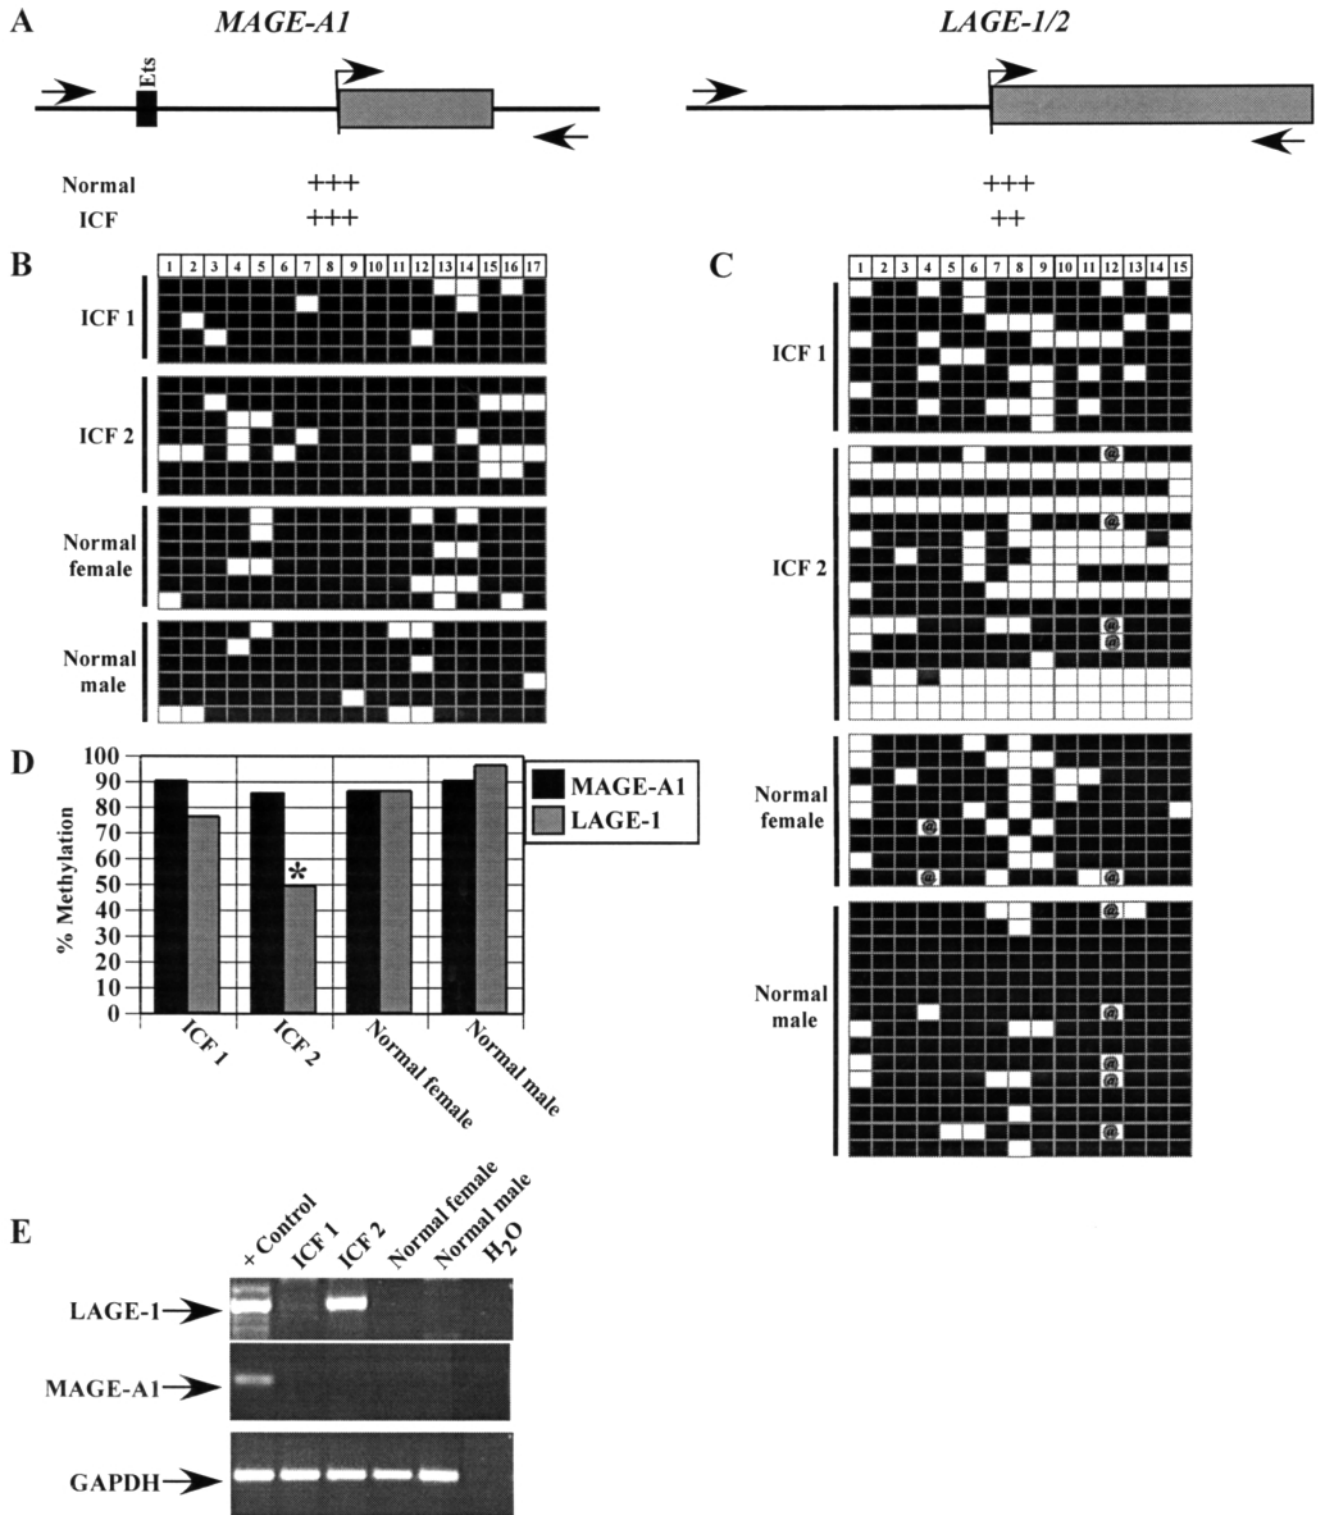 A
MAGE-A1
LAGE-1/2
Ets
Normal +++ +++
ICF +++ ++
B
1 2 3 4 5 6 7 8 9 10 11 12 13 14 15 16 17
ICF 1
ICF 2
Normal female
Normal male
C
1 2 3 4 5 6 7 8 9 10 11 12 13 14 15
ICF 1
@
@
ICF 2
@
@
Normal female
@
@ @
@
Normal male
@
@
@
@
D
% Methylation
100
90
80
70
60
50
40
30
20
10
0
*
MAGE-A1
LAGE-1
ICF 1
ICF 2
Normal female
Normal male
E
+ Control
ICF 1
ICF 2
Normal female
Normal male
H2O
LAGE-1
MAGE-A1
GAPDH